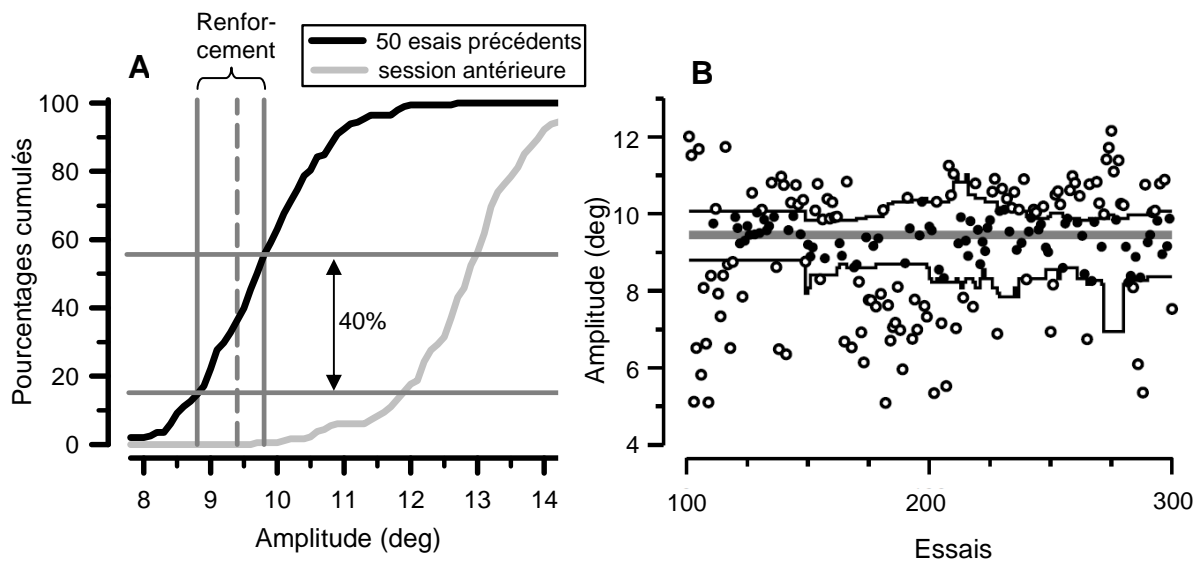 Renfor-
cement
50 esais précédents
session antérieure
A
B
Pourcentages cumulés
100
80
60
40
20
0
40%
8
9
10
11
12
13
14
Amplitude (deg)
Amplitude (deg)
12
10
8
6
4
100
200
300
Essais